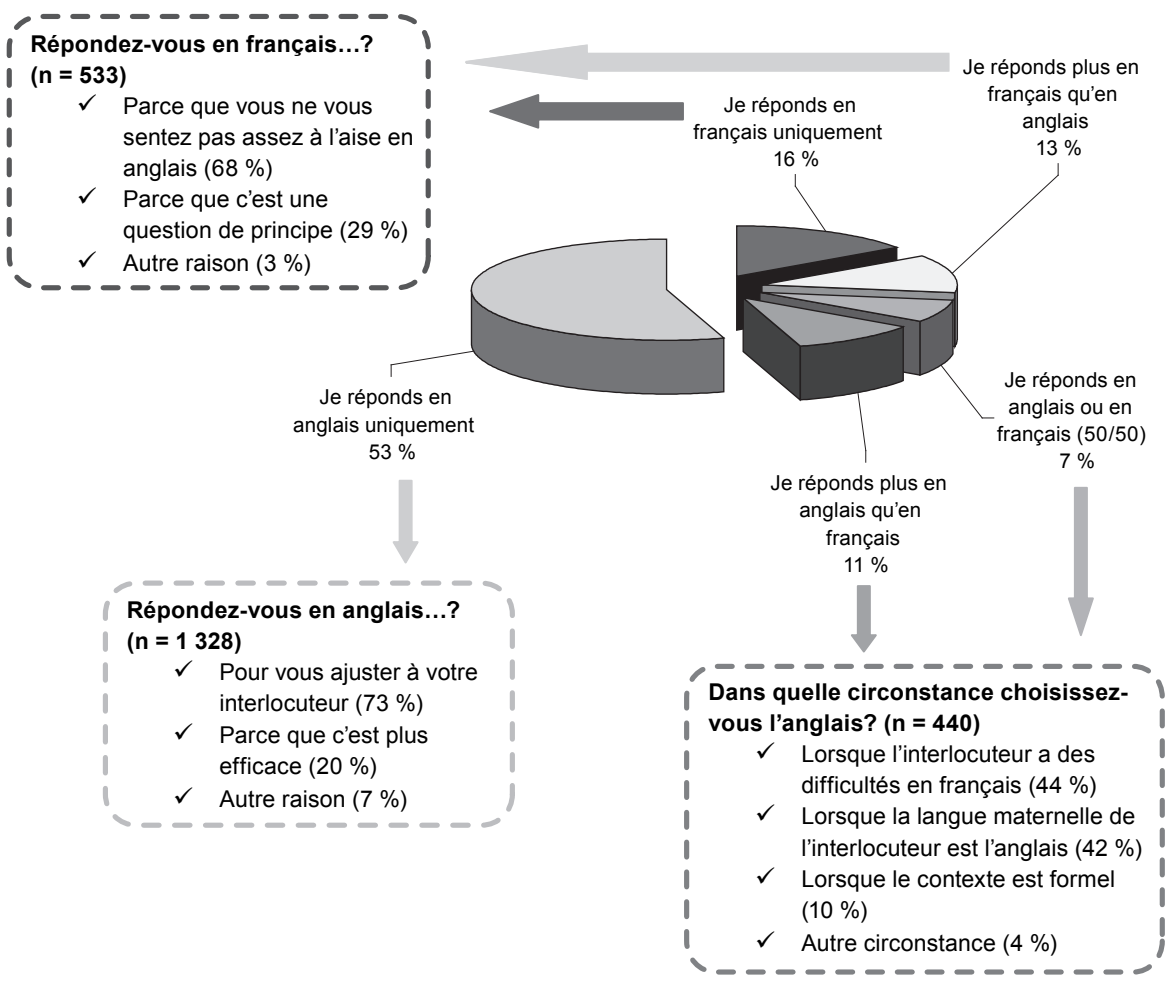 Répondez-vous en français…?
(n = 533)
✓ Parce que vous ne vous
sentez pas assez à l'aise en
anglais (68 %)
✓ Parce que c'est une
question de principe (29 %)
✓ Autre raison (3 %)
Je réponds en
français uniquement
16 %
Je réponds plus en
français qu'en
anglais
13 %
Je réponds en
anglais uniquement
53 %
Je réponds plus en
anglais qu'en
français
11 %
Je réponds en
anglais ou en
français (50/50)
7 %
Répondez-vous en anglais…?
(n = 1 328)
✓ Pour vous ajuster à votre
interlocuteur (73 %)
✓ Parce que c'est plus
efficace (20 %)
✓ Autre raison (7 %)
Dans quelle circonstance choisissez-
vous l'anglais? (n = 440)
✓ Lorsque l'interlocuteur a des
difficultés en français (44 %)
✓ Lorsque la langue maternelle de
l'interlocuteur est l'anglais (42 %)
✓ Lorsque le contexte est formel
(10 %)
✓ Autre circonstance (4 %)